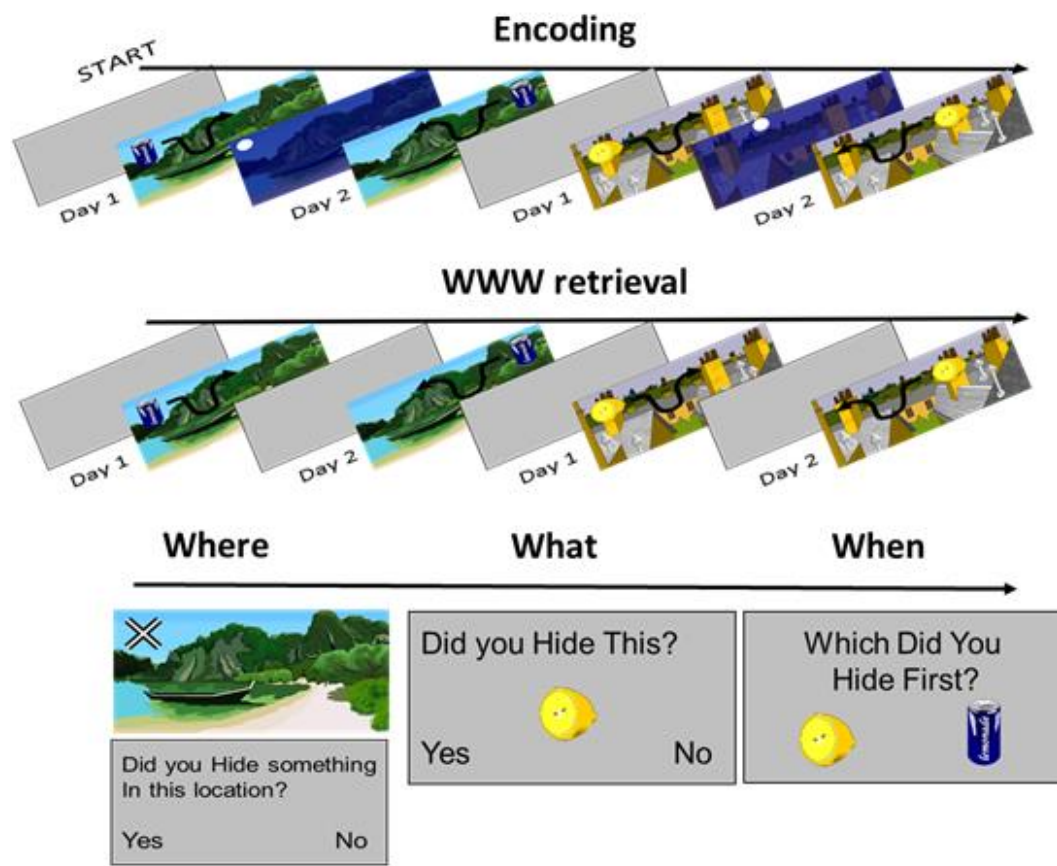 Encoding
START
Day 1
Day 2
Day 1
Day 2
WWW retrieval
Day 1
Day 2
Day 1
Day 2
Where
What
When
Did you Hide something
In this location?
Yes No
Did you Hide This?
Yes No
Which Did You
Hide First?
lemonade